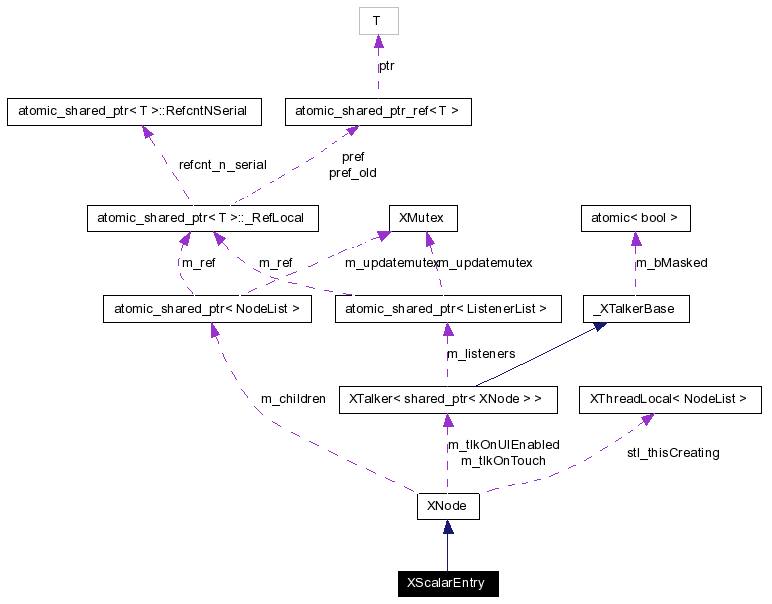 T
ptr
atomic_shared_ptr< T >::RefcntNSerial
atomic_shared_ptr_ref< T >
refcnt_n_serial
pref
pref_old
atomic_shared_ptr< T >::_RefLocal
XMutex
atomic< bool >
m_ref
m_ref
m_updatemutex
m_updatemutex
m_bMasked
atomic_shared_ptr< NodeList >
atomic_shared_ptr< ListenerList >
_XTalkerBase
m_listeners
m_children
XTalker< shared_ptr< XNode > >
XThreadLocal< NodeList >
m_tlkOnUIEnabled
m_tlkOnTouch
stl_thisCreating
XNode
XScalarEntry